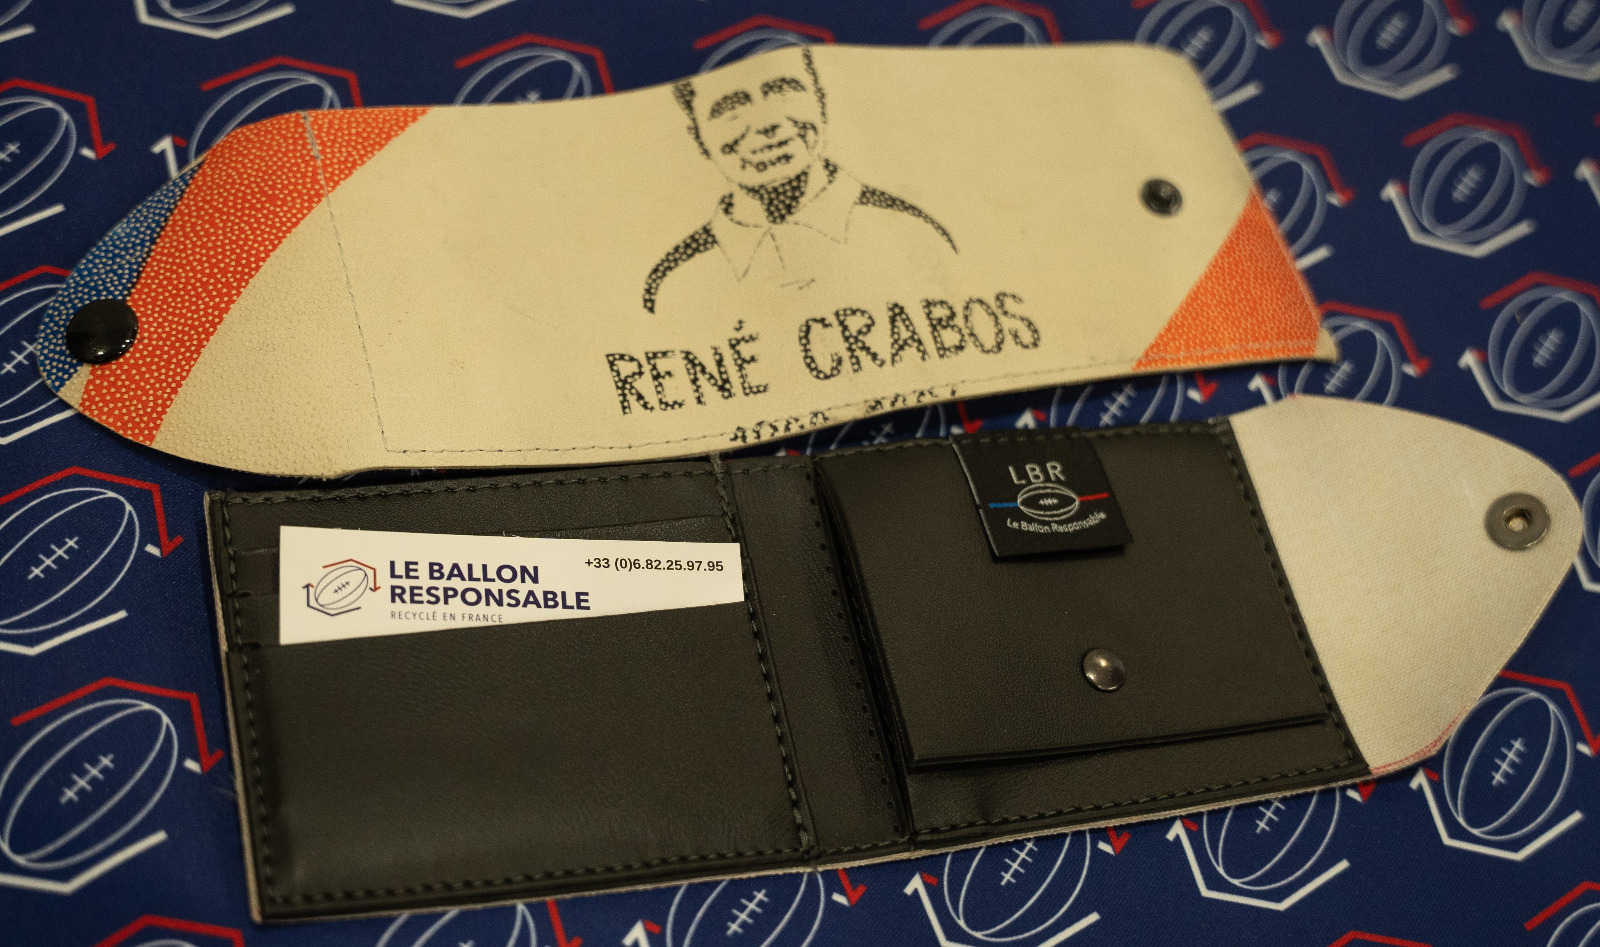 RENÉ CRABOS
LBR
Le Ballon Responsable
LE BALLON
RESPONSABLE
RECYCLÉ EN FRANCE
+33 (0)6.82.25.97.95